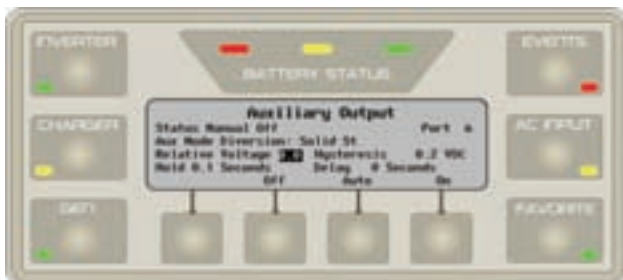 INVERTER
EVENTS
BATTERY STATUS
CHARGER
AC INPUT
Auxiliary Output
Status Manual Off Port
Aux Mode Diversion: Solid St
Relative Voltage Hysteresis 0.2 VDC
Hold 0.1 Seconds Delay 0 Seconds
Off Auto On
GEN
FAVORITE